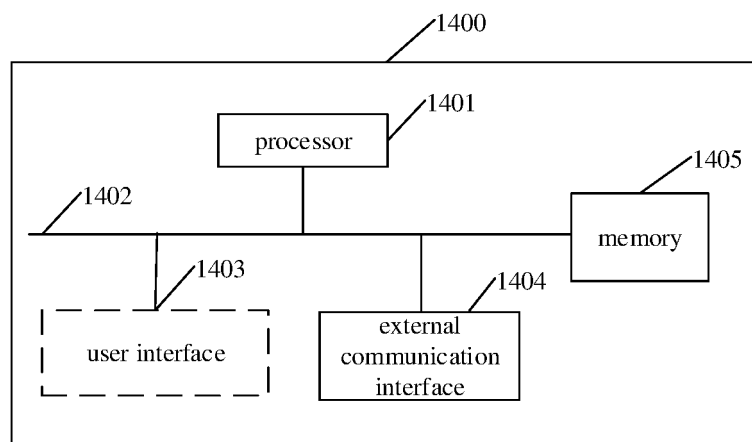 1400
1401
processor
1405
1402
memory
1403
1404
user interface
external
communication
interface